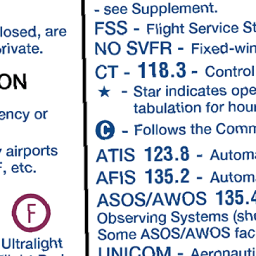 losed, are
rivate.
ON
ency or
y airports
F, etc.
F
Ultralight
- see Supplement.
FSS - Flight Service St
NO SVFR - Fixed-win
CT - 118.3 - Control
★ - Star indicates ope
tabulation for hour
C - Follows the Comm
ATIS 123.8 - Automa
AFIS 135.2 - Automa
ASOS/AWOS 135.4
Observing Systems (sho
Some ASOS/AWOS fac
UNICOM - Aeronauti